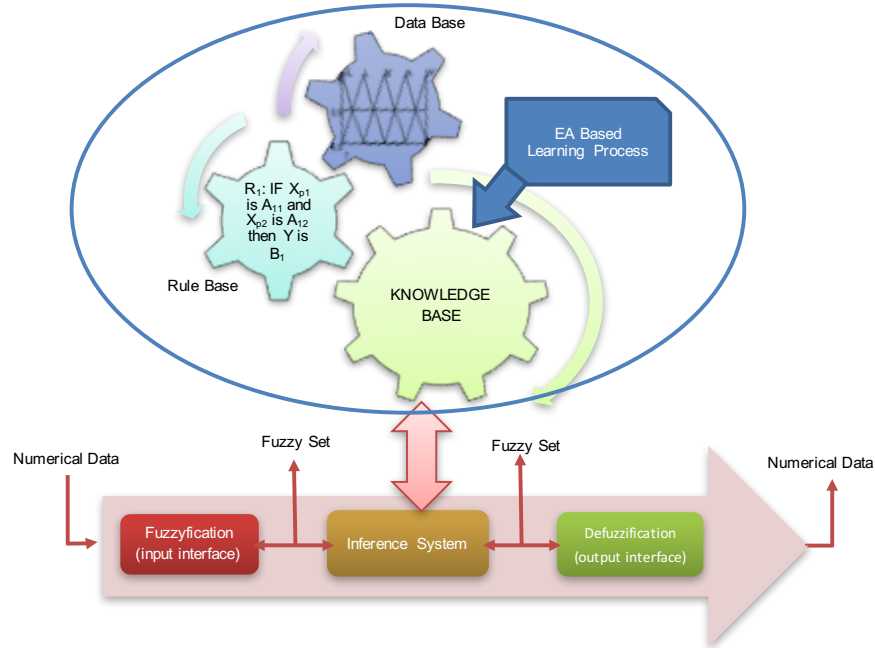 Data Base
EA Based
Learning Process
R₁: IF Xₚ₁
is A₁₁ and
Xₚ₂ is A₁₂
then Y is
B₁
Rule Base
KNOWLEDGE
BASE
Numerical Data
Fuzzy Set
Fuzzy Set
Numerical Data
Fuzzyfication
(input interface)
Inference System
Defuzzification
(output interface)